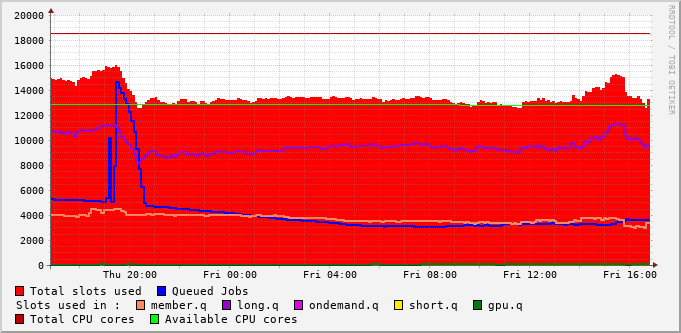 20000
18000
16000
14000
12000
10000
8000
6000
4000
2000
0
Thu 20:00 Fri 00:00 Fri 04:00 Fri 08:00 Fri 12:00 Fri 16:00
Total slots used Queued Jobs
Slots used in : member.q long.q ondemand.q short.q gpu.q
Total CPU cores Available CPU cores
RRDTOOL / TOBI OETIKER